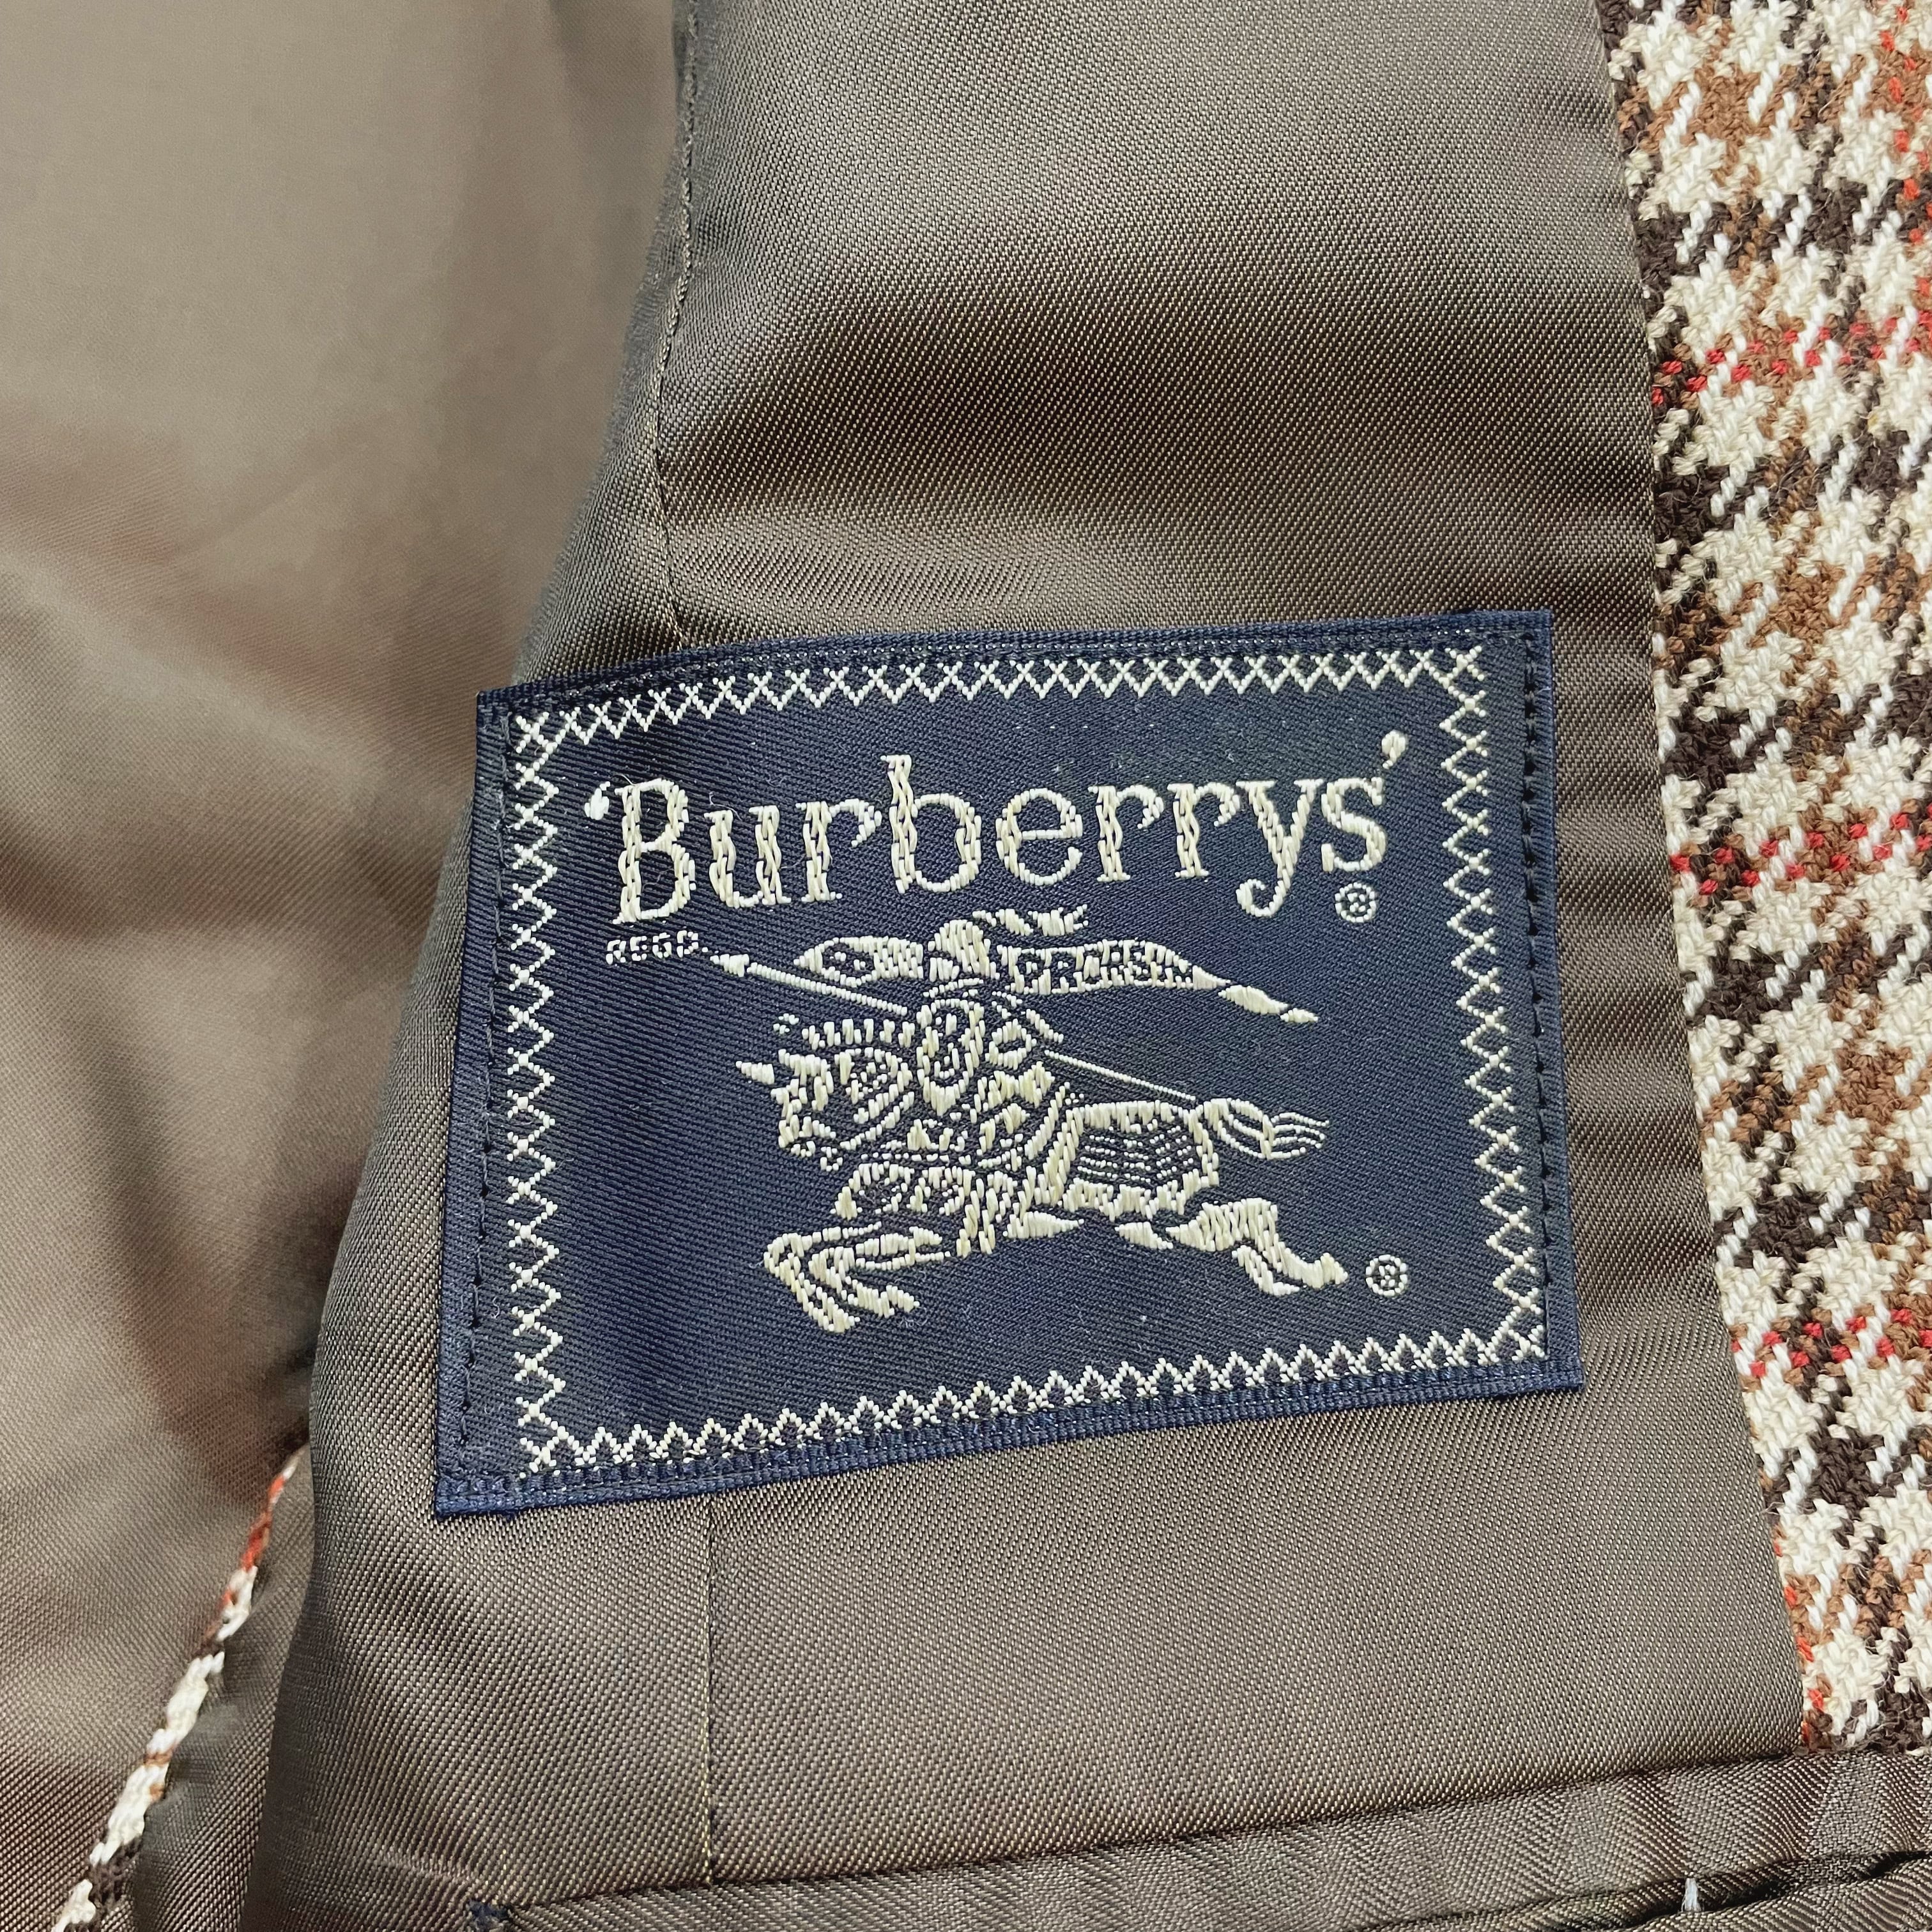 'Burberrys' ®
REGD.
PRORSUM
®